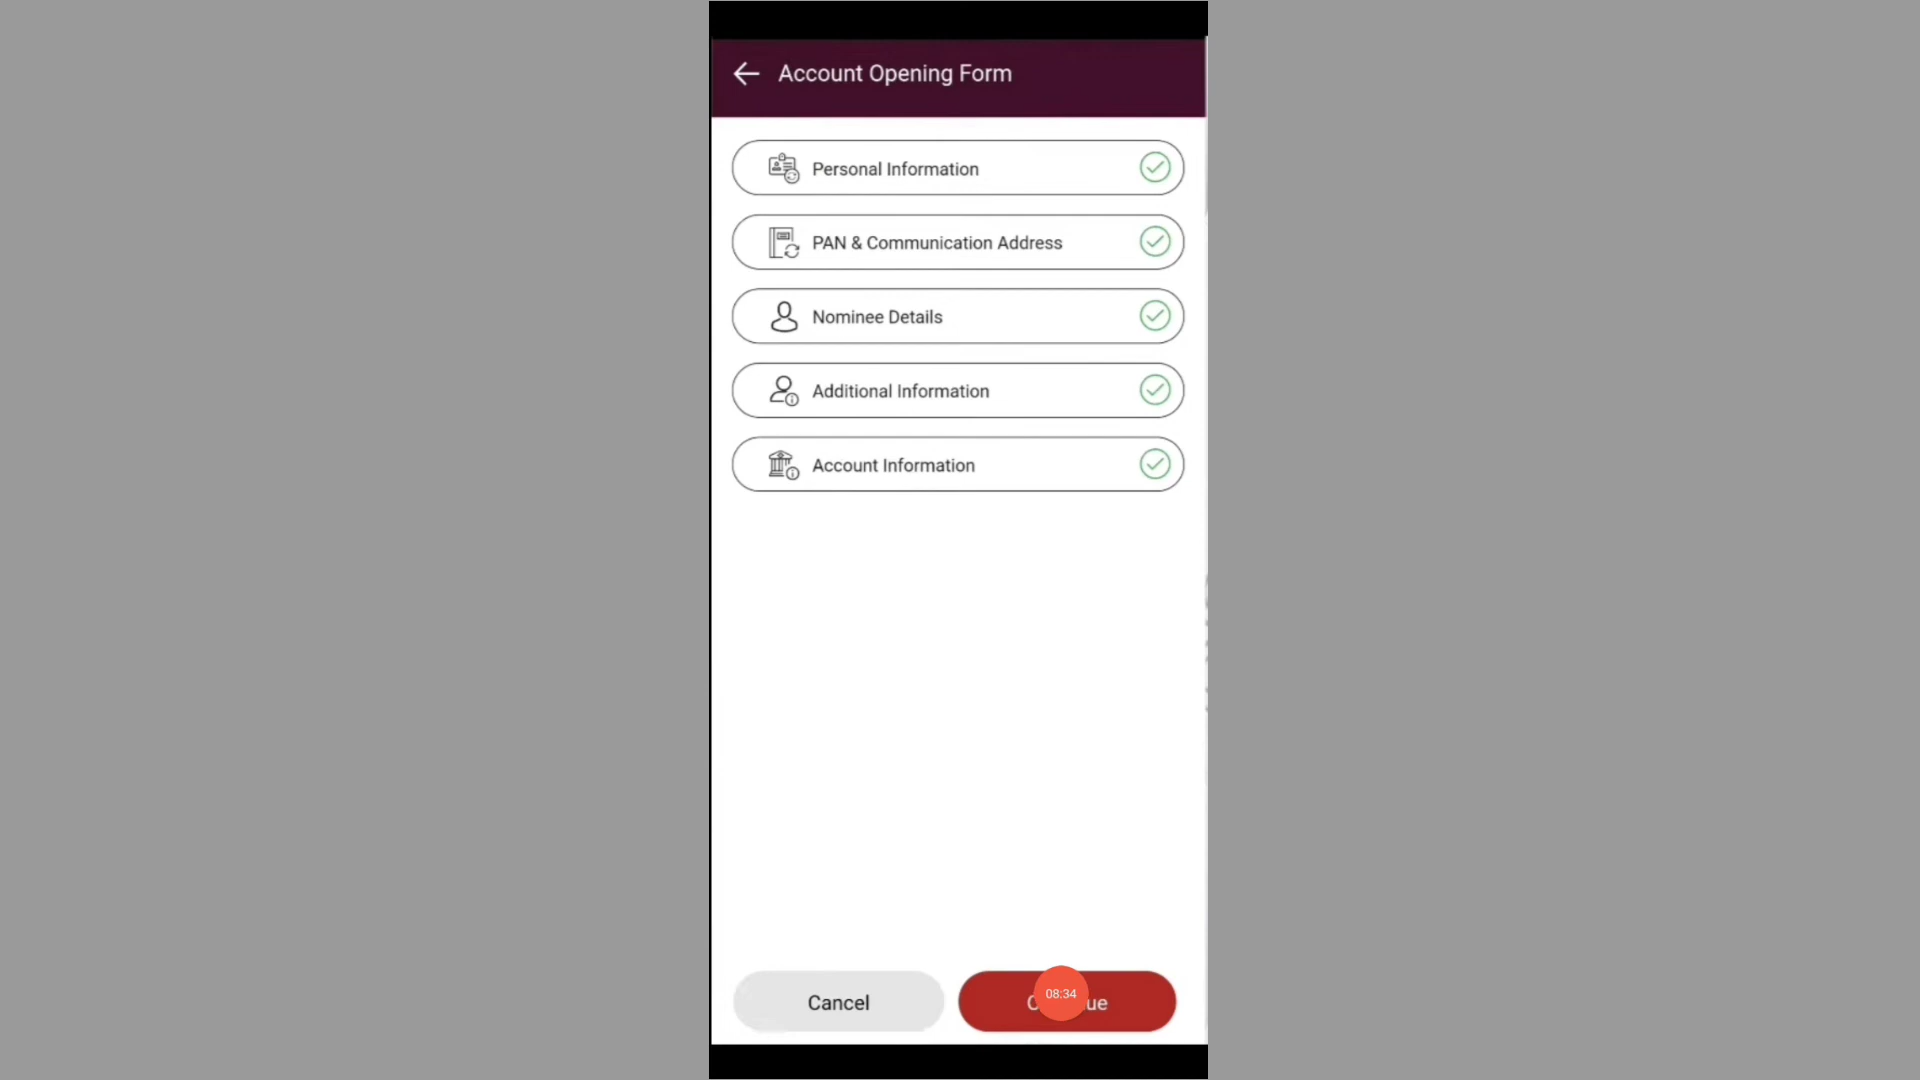 Account Opening Form
Personal Information
PAN & Communication Address
Nominee Details
Additional Information
Account Information
Cancel
08:34